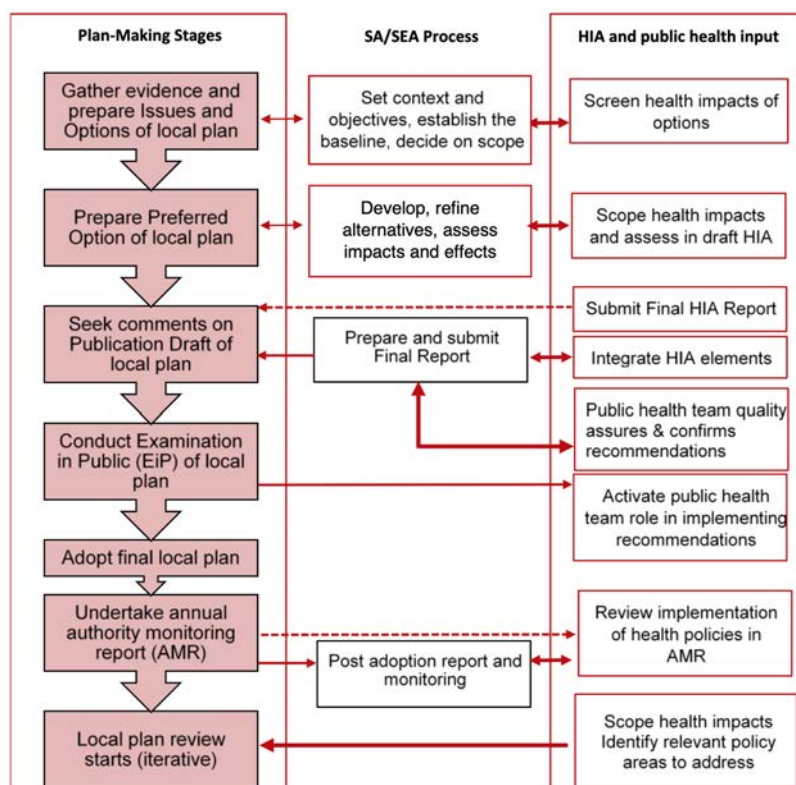 Plan-Making Stages
SA/SEA Process
HIA and public health input
Gather evidence and
prepare Issues and
Options of local plan
Set context and
objectives, establish the
baseline, decide on scope
Screen health impacts of
options
Prepare Preferred
Option of local plan
Develop, refine
alternatives, assess
impacts and effects
Scope health impacts
and assess in draft HIA
Seek comments on
Publication Draft of
local plan
Prepare and submit
Final Report
Submit Final HIA Report
Integrate HIA elements
Public health team quality
assures & confirms
recommendations
Conduct Examination
in Public (EiP) of local
plan
Activate public health
team role in implementing
recommendations
Adopt final local plan
Undertake annual
authority monitoring
report (AMR)
Post adoption report and
monitoring
Review implementation
of health policies in
AMR
Local plan review
starts (iterative)
Scope health impacts
Identify relevant policy
areas to address